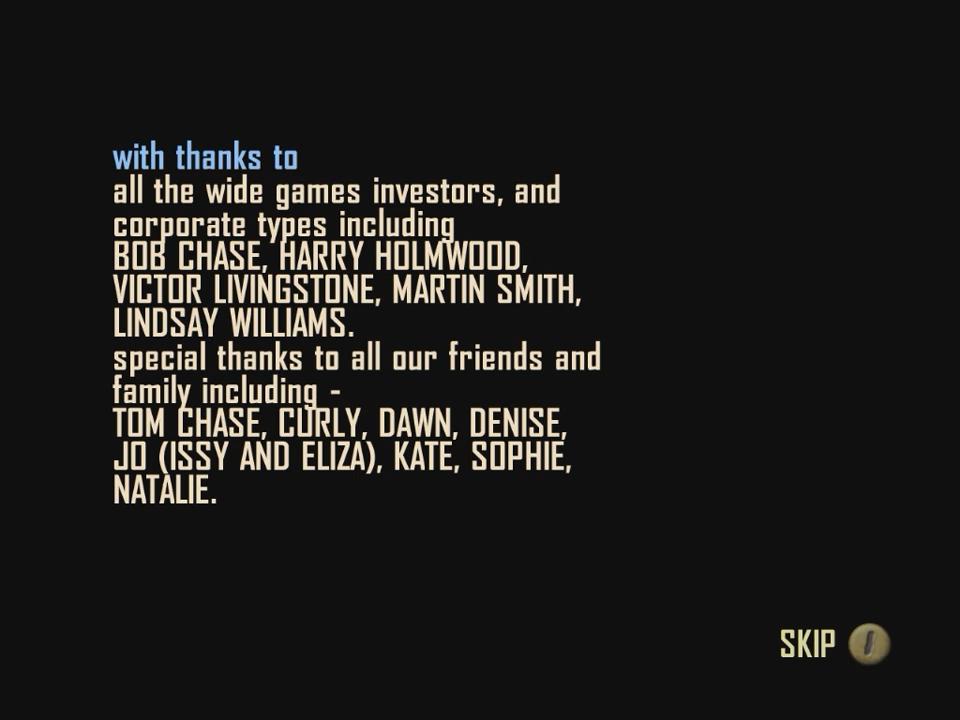 with thanks to
all the wide games investors, and
corporate types including
BOB CHASE, HARRY HOLMWOOD,
VICTOR LIVINGSTONE, MARTIN SMITH,
LINDSAY WILLIAMS.
special thanks to all our friends and
family including -
TOM CHASE, CURLY, DAWN, DENISE,
JO (ISSY AND ELIZA), KATE, SOPHIE,
NATALIE.
SKIP